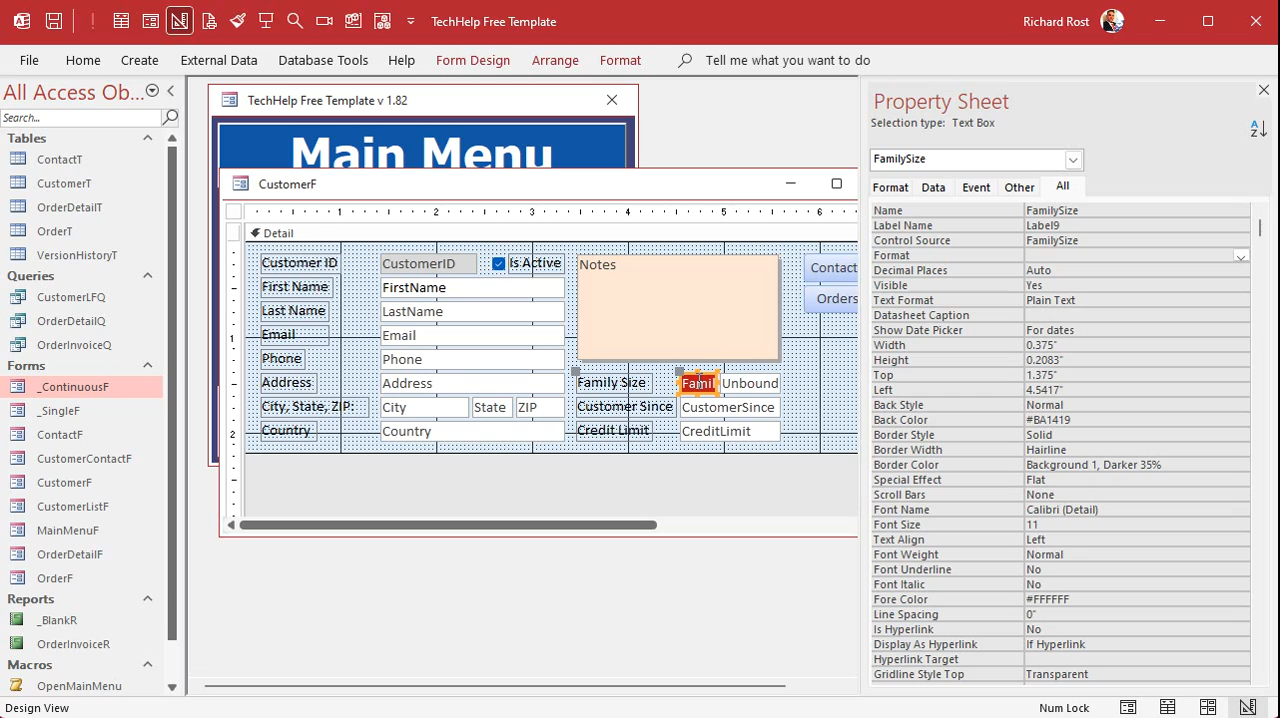 TechHelp Free Template
Richard Rost
File Home Create External Data Database Tools Help Form Design Arrange Format Tell me what you want to do
All Access Ob...
Search...
Tables
ContactT
CustomerT
OrderDetailT
OrderT
VersionHistoryT
Queries
CustomerLFQ
OrderDetailQ
OrderInvoiceQ
Forms
_ContinuousF
_SingleF
ContactF
CustomerContactF
CustomerF
CustomerListF
MainMenuF
OrderDetailF
OrderF
Reports
_BlankR
OrderInvoiceR
Macros
OpenMainMenu
TechHelp Free Template v 1.82
Main Menu
CustomerF
1 2 3 4 5 6
Detail
1
2
Customer ID CustomerID Is Active Notes Contact
First Name FirstName
Last Name LastName Orders
Email Email
Phone Phone
Address Address Family Size Famil Unbound
City, State, ZIP: City State ZIP Customer Since CustomerSince
Country Country Credit Limit CreditLimit
Property Sheet
Selection type: Text Box
A
Z
FamilySize
Format Data Event Other All
Name FamilySize
Label Name Label9
Control Source FamilySize
Format
Decimal Places Auto
Visible Yes
Text Format Plain Text
Datasheet Caption
Show Date Picker For dates
Width 0.375"
Height 0.2083"
Top 1.375"
Left 4.5417"
Back Style Normal
Back Color #BA1419
Border Style Solid
Border Width Hairline
Border Color Background 1, Darker 35%
Special Effect Flat
Scroll Bars None
Font Name Calibri (Detail)
Font Size 11
Text Align Left
Font Weight Normal
Font Underline No
Font Italic No
Fore Color #FFFFFF
Line Spacing 0"
Is Hyperlink No
Display As Hyperlink If Hyperlink
Hyperlink Target
Gridline Style Top Transparent
Design View
Num Lock